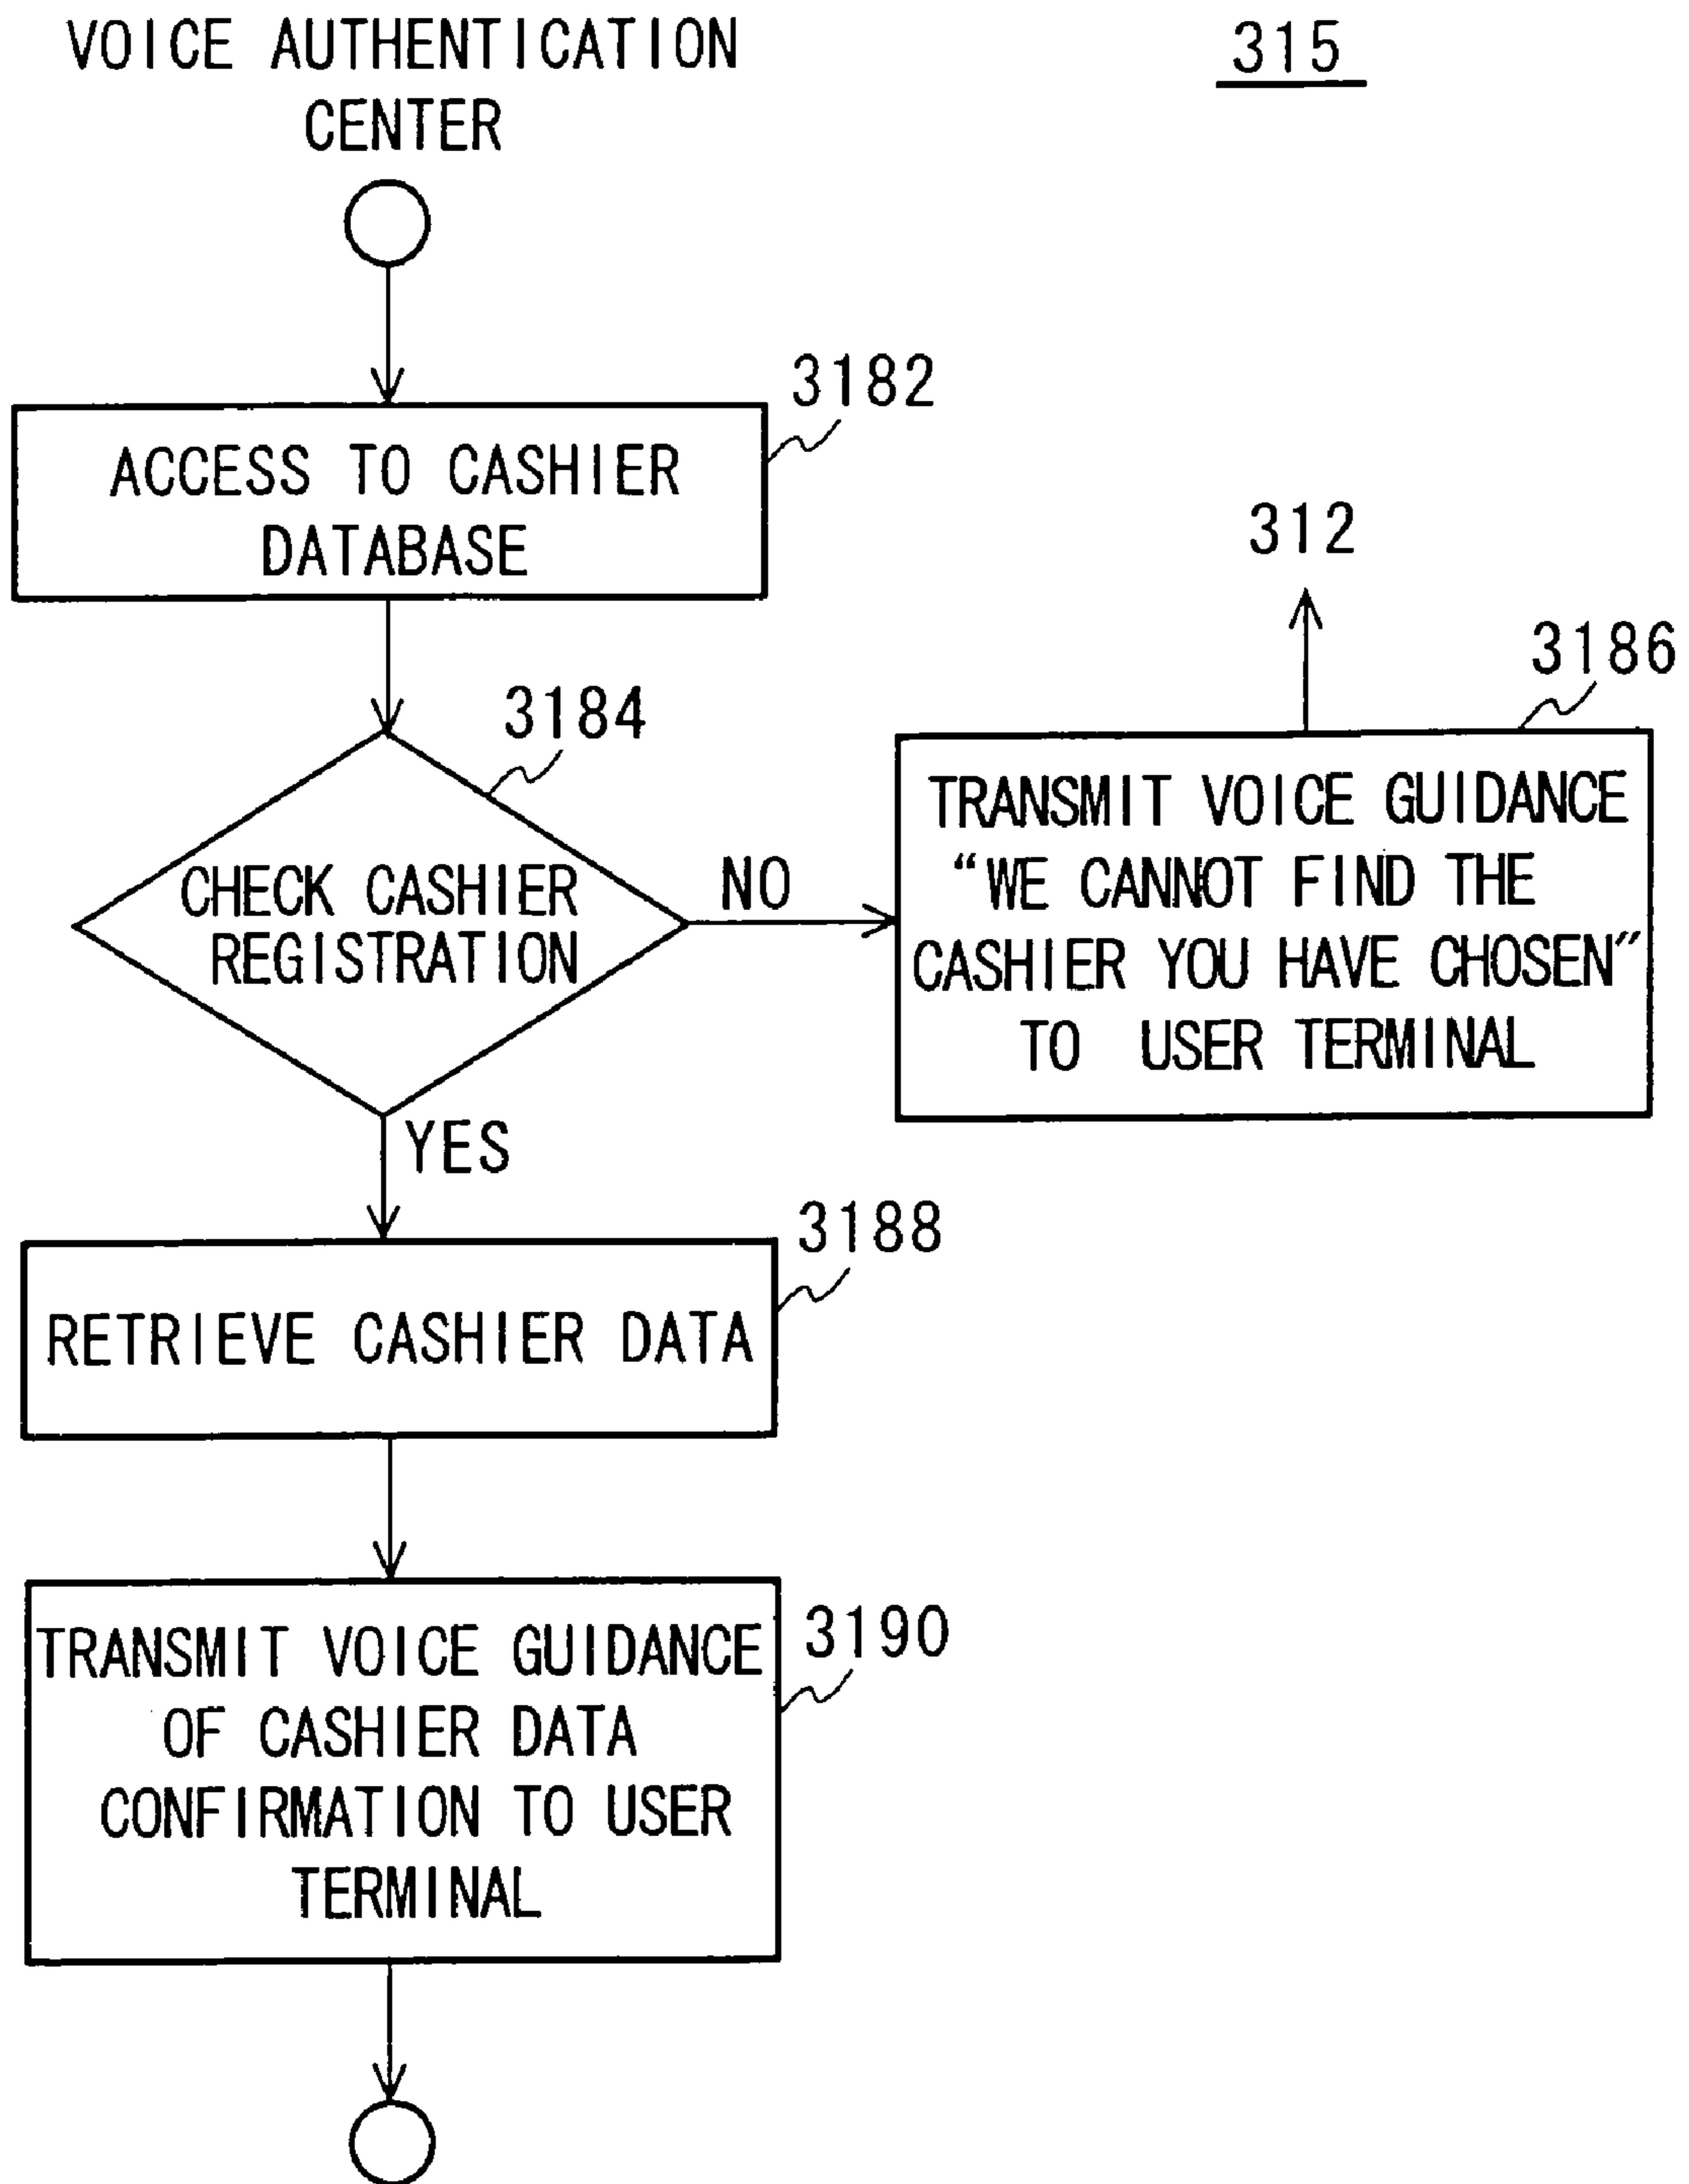 VOICE AUTHENTICATION
CENTER
315
3182
ACCESS TO CASHIER
DATABASE
312
3184
3186
CHECK CASHIER
REGISTRATION
NO
TRANSMIT VOICE GUIDANCE
“WE CANNOT FIND THE
CASHIER YOU HAVE CHOSEN”
TO USER TERMINAL
YES
3188
RETRIEVE CASHIER DATA
3190
TRANSMIT VOICE GUIDANCE
OF CASHIER DATA
CONFIRMATION TO USER
TERMINAL